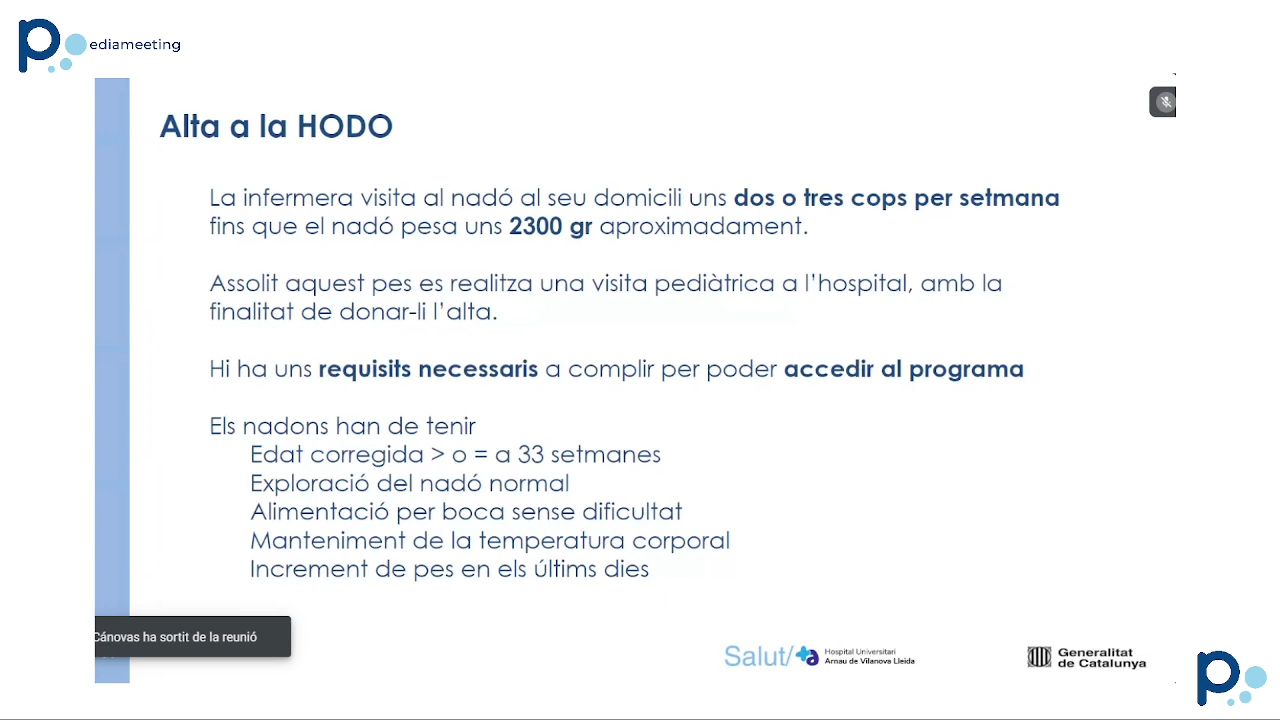 pediameeting
Alta a la HODO
La infermera visita al nadó al seu domicili uns dos o tres cops per setmana
fins que el nadó pesa uns 2300 gr aproximadament.
Assolit aquest pes es realitza una visita pediàtrica a l'hospital, amb la
finalitat de donar-li l'alta.
Hi ha uns requisits necessaris a complir per poder accedir al programa
Els nadons han de tenir
Edat corregida > o = a 33 setmanes
Exploració del nadó normal
Alimentació per boca sense dificultat
Manteniment de la temperatura corporal
Increment de pes en els últims dies
Cánovas ha sortit de la reunió
Salut/
Hospital Universitari
Arnau de Vilanova Lleida
Generalitat
de Catalunya
p